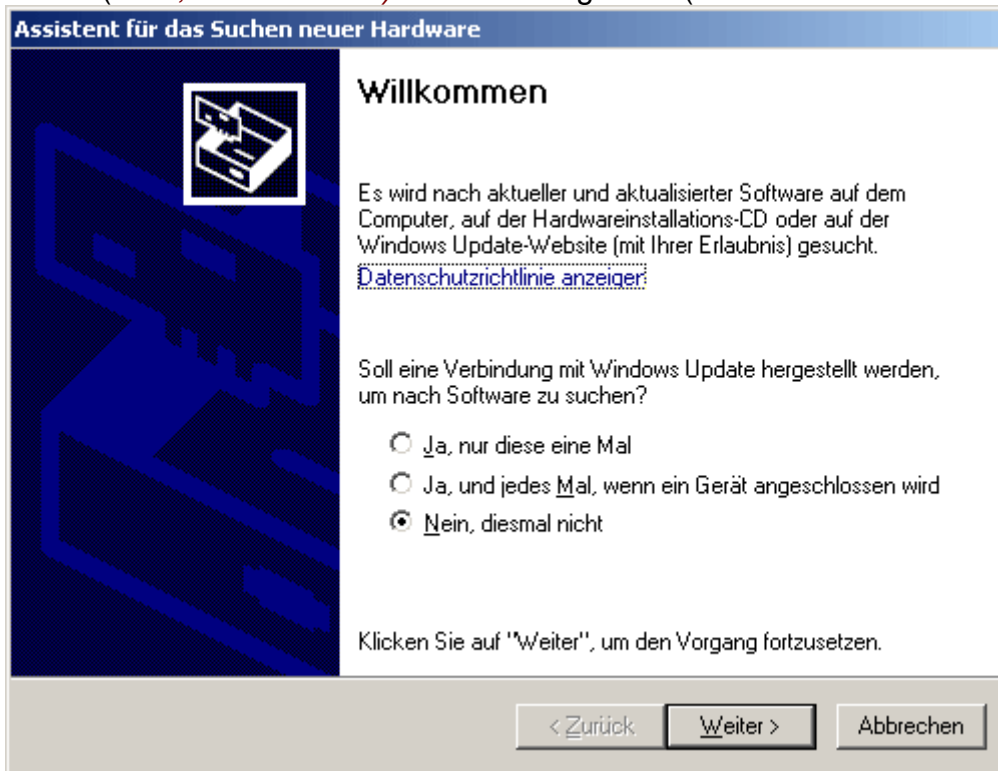 Assistent für das Suchen neuer Hardware
Willkommen
Es wird nach aktueller und aktualisierter Software auf dem
Computer, auf der Hardwareinstallations-CD oder auf der
Windows Update-Website (mit Ihrer Erlaubnis) gesucht.
Datenschutzrichtlinie anzeigen
Soll eine Verbindung mit Windows Update hergestellt werden,
um nach Software zu suchen?
Ja, nur diese eine Mal
Ja, und jedes Mal, wenn ein Gerät angeschlossen wird
Nein, diesmal nicht
Klicken Sie auf "Weiter", um den Vorgang fortzusetzen.
< Zurück
Weiter >
Abbrechen